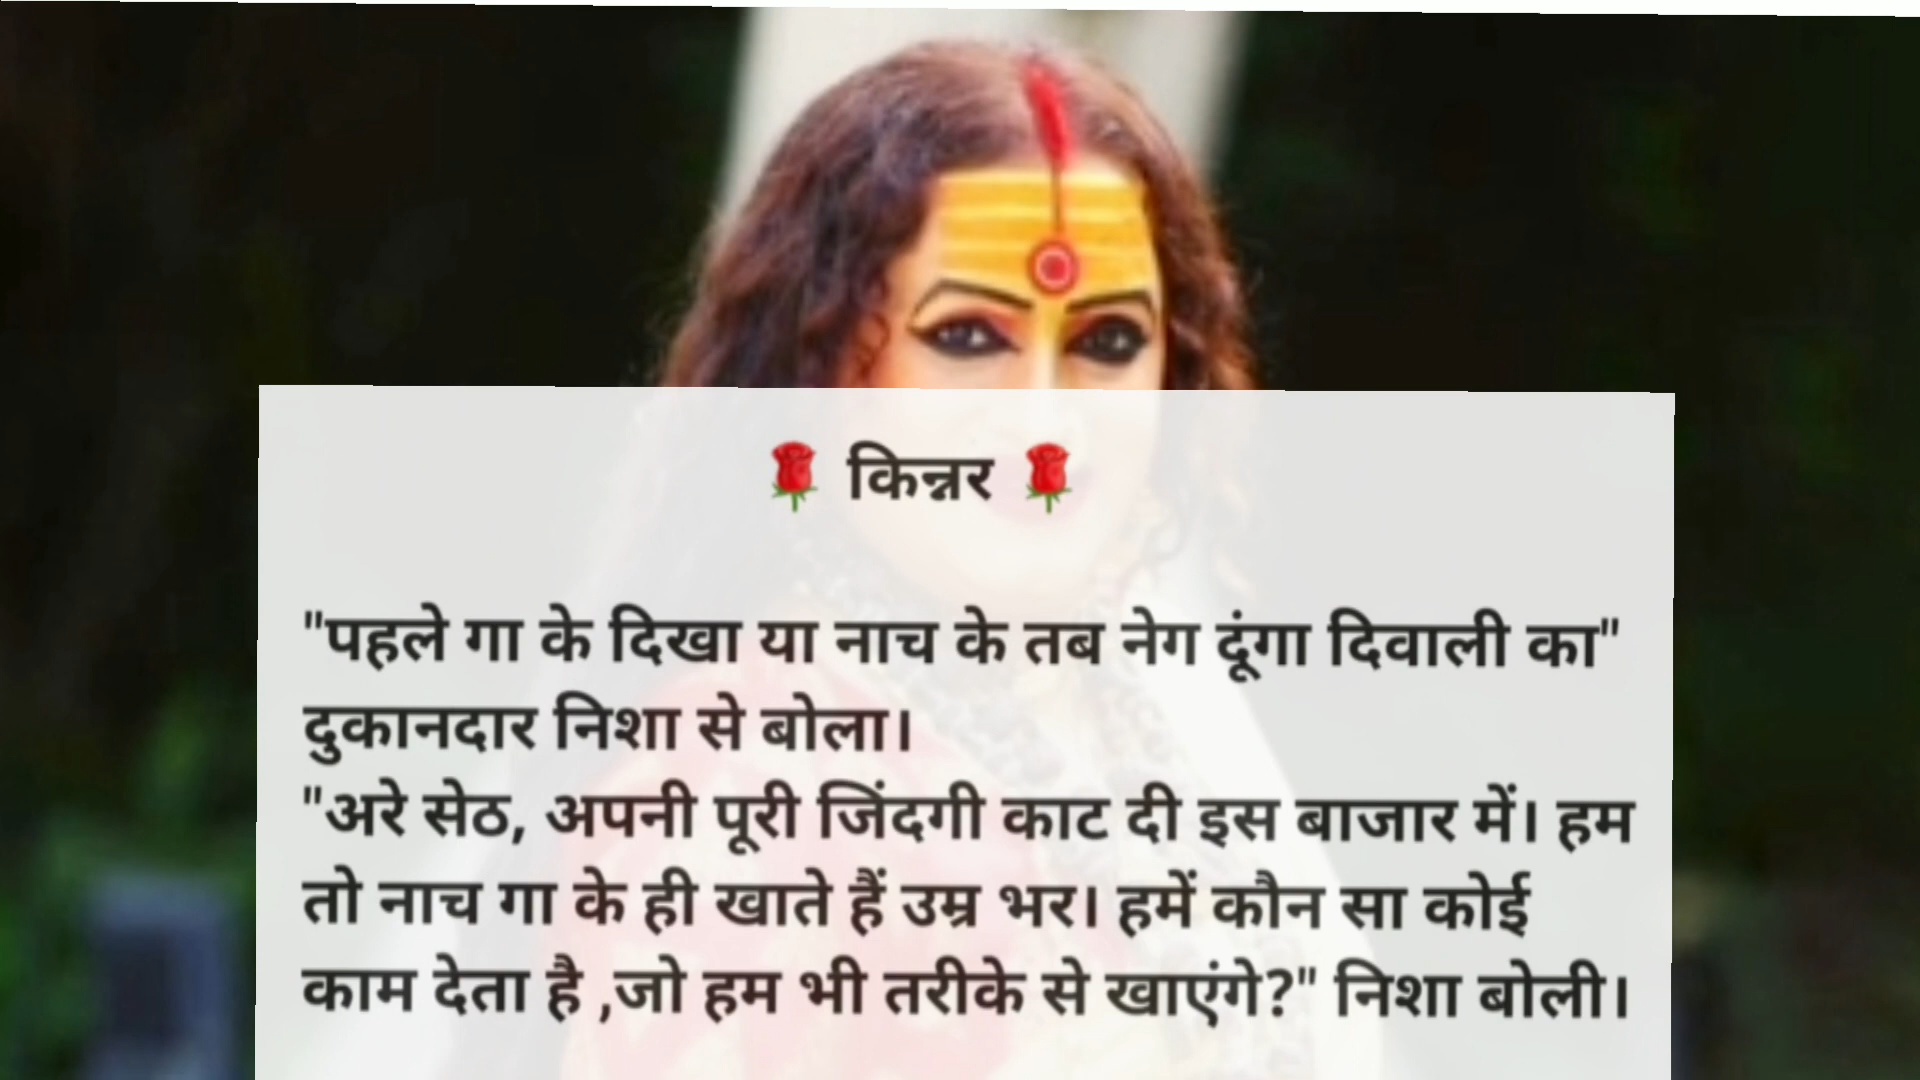 🌹 किन्नर 🌹
"पहले गा के दिखा या नाच के तब नेग दूंगा दिवाली का"
दुकानदार निशा से बोला।
"अरे सेठ, अपनी पूरी जिंदगी काट दी इस बाजार में। हम
तो नाच गा के ही खाते हैं उम्र भर। हमें कौन सा कोई
काम देता है ,जो हम भी तरीके से खाएंगे?" निशा बोली।